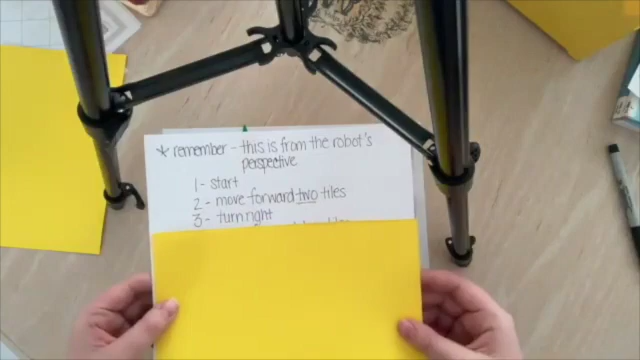 * remember - this is from the robot's
perspective
1 - start
2 - move forward two tiles
3 - turn right